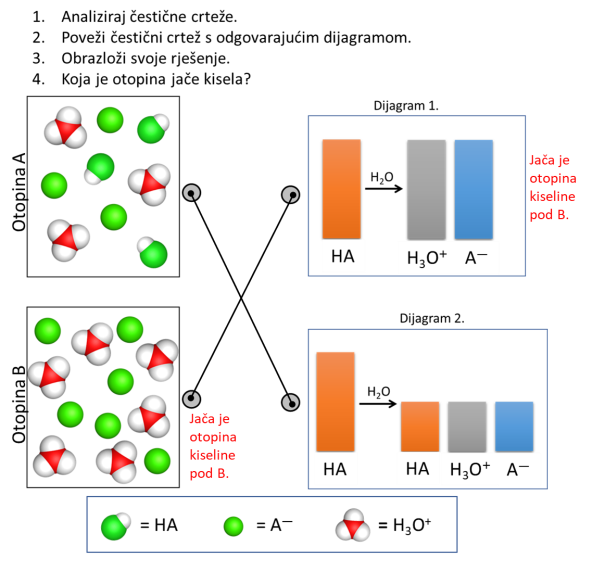 1. Analiziraj čestične crteže.
2. Poveži čestični crtež s odgovarajućim dijagramom.
3. Obrazloži svoje rješenje.
4. Koja je otopina jače kisela?
Otopina A
Dijagram 1.
H₂O
HA
H₃O⁺
A—
Jača je
otopina
kiseline
pod B.
Otopina B
Jača je
otopina
kiseline
pod B.
Dijagram 2.
H₂O
HA
HA
H₃O⁺
A—
= HA
= A—
= H₃O⁺